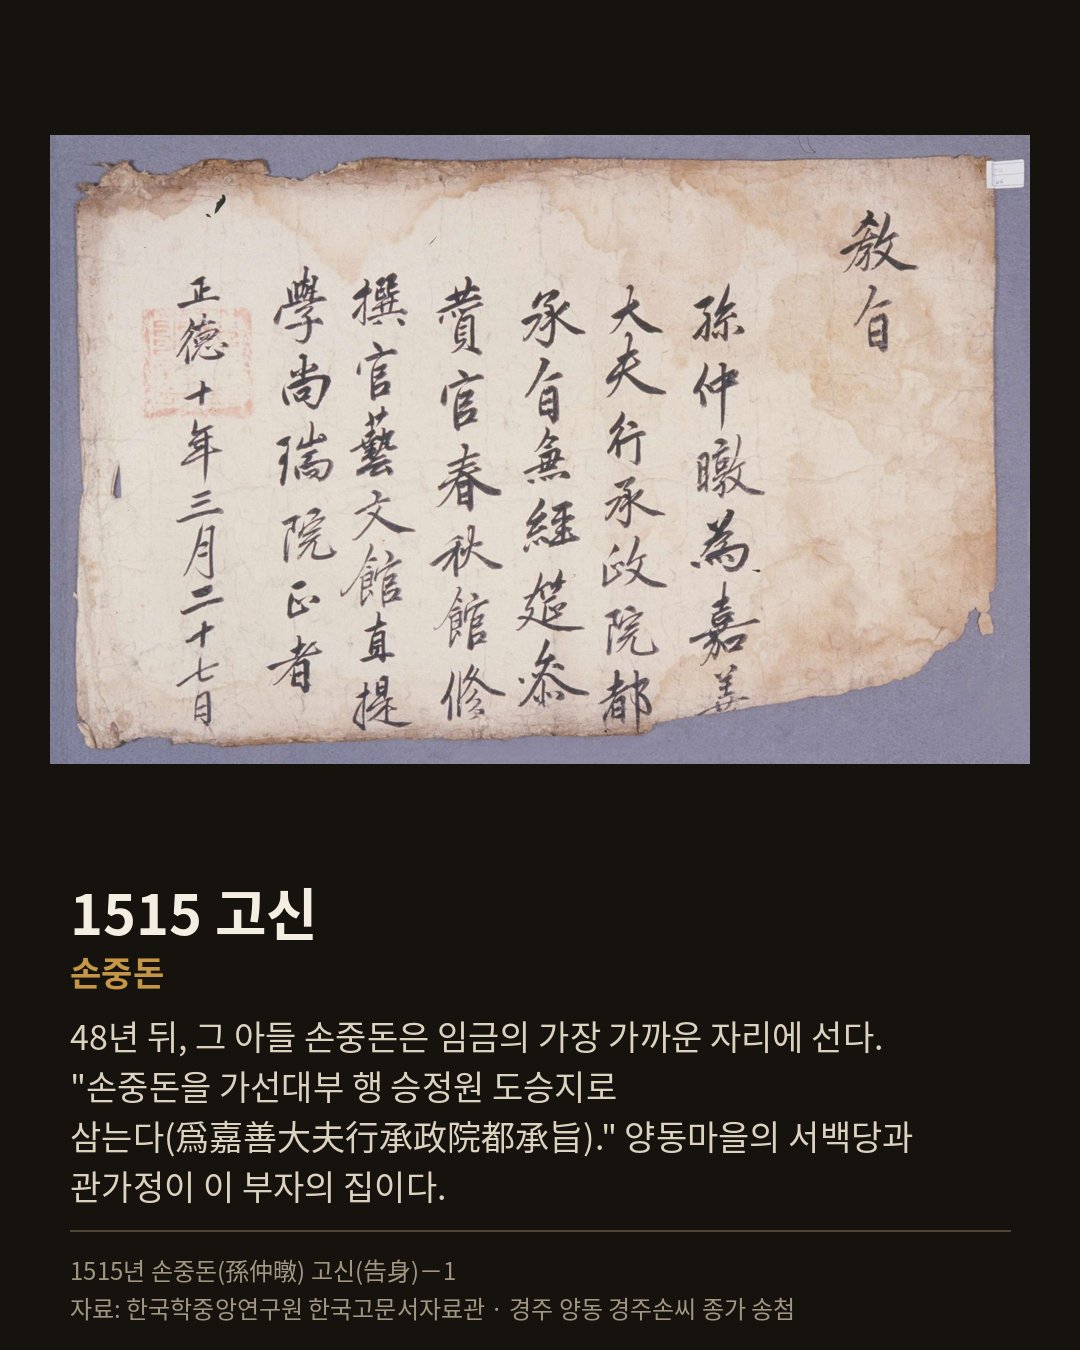 敎
旨
孫仲暾為嘉善
大夫行承政院都
承旨兼經筵參
贊官春秋館修
撰官藝文館直提
學尚瑞院正者
正德十年三月二十七日
1515 고신
손중돈
48년 뒤, 그 아들 손중돈은 임금의 가장 가까운 자리에 선다.
"손중돈을 가선대부 행 승정원 도승지로
삼는다(爲嘉善大夫行承政院都承旨)." 양동마을의 서백당과
관가정이 이 부자의 집이다.
1515년 손중돈(孫仲暾) 고신(告身)－1
자료: 한국학중앙연구원 한국고문서자료관 · 경주 양동 경주손씨 종가 송첨